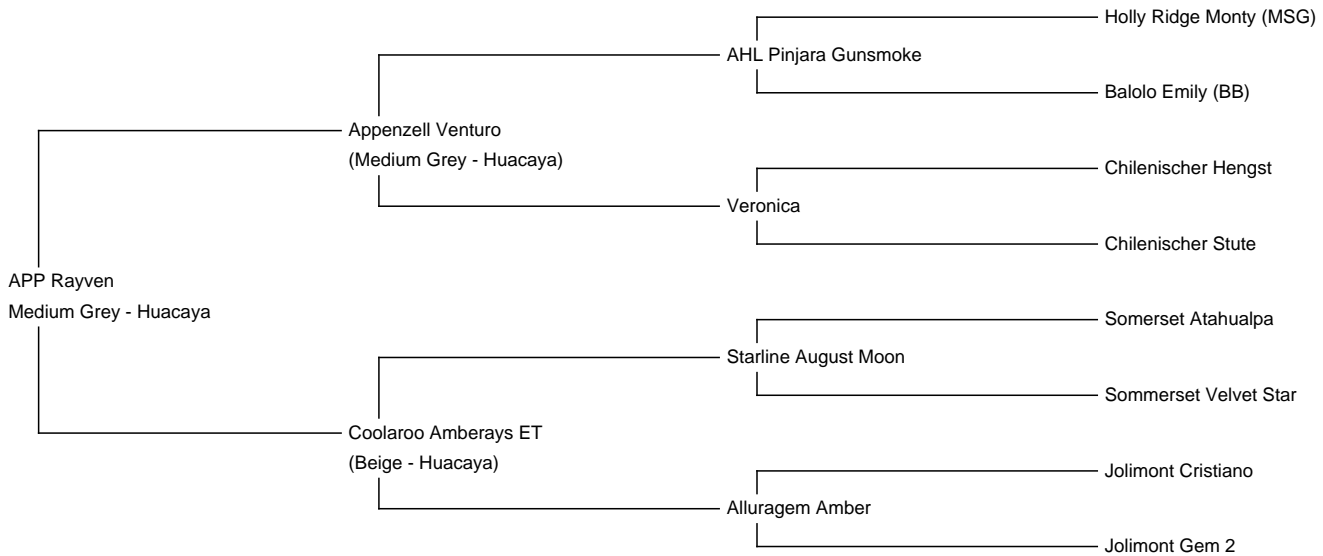 Holly Ridge Monty (MSG)
AHL Pinjara Gunsmoke
Balolo Emily (BB)
Appenzell Venturo
(Medium Grey - Huacaya)
Chilenischer Hengst
Veronica
Chilenischer Stute
APP Rayven
Medium Grey - Huacaya
Somerset Atahualpa
Starline August Moon
Sommerset Velvet Star
Coolaroo Amberays ET
(Beige - Huacaya)
Jolimont Cristiano
Alluragem Amber
Jolimont Gem 2